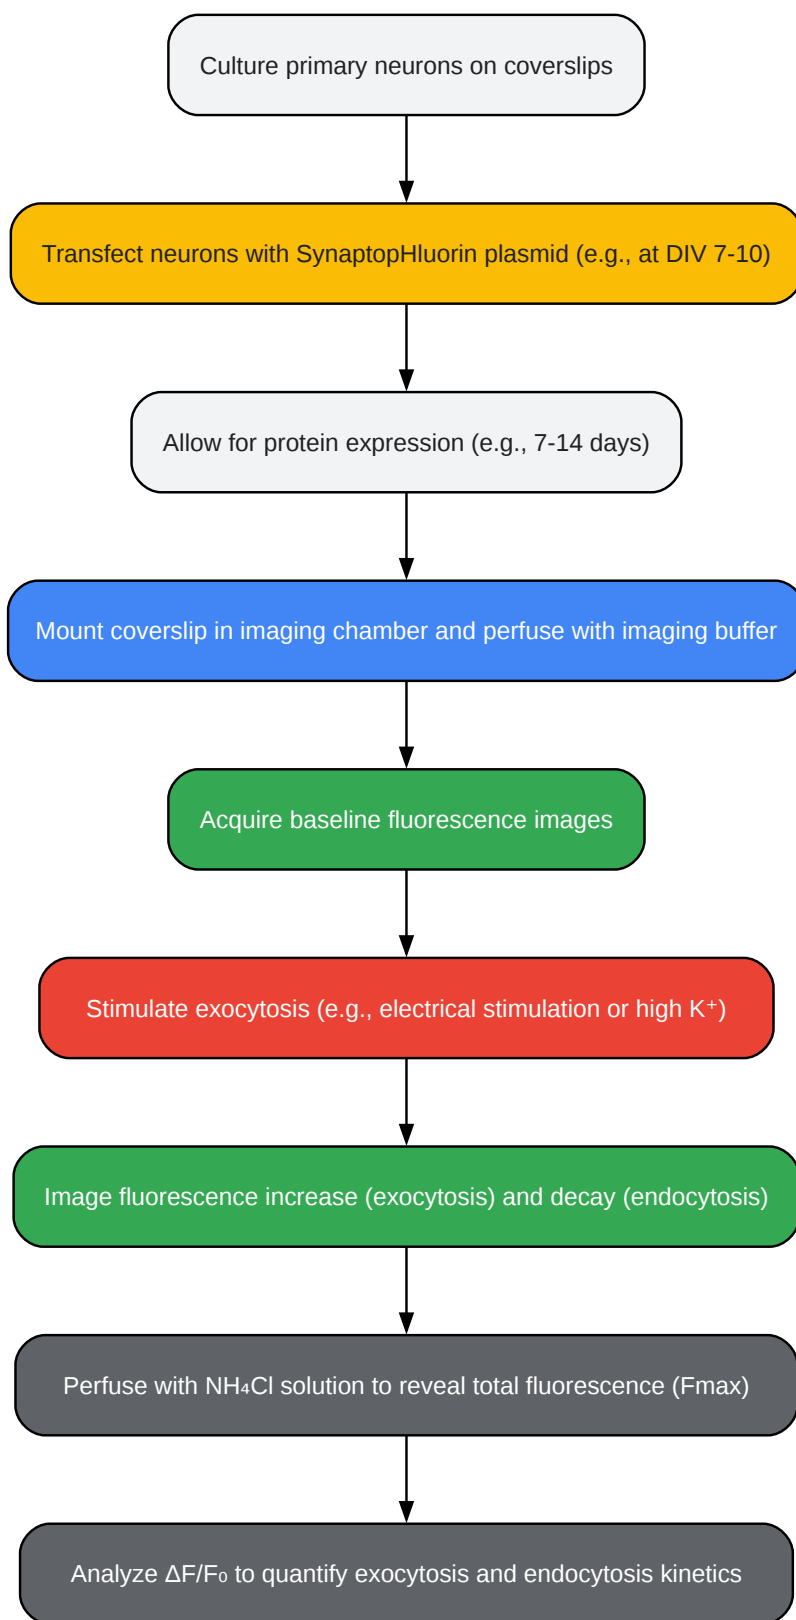 Culture primary neurons on coverslips
Transfect neurons with SynaptopHluorin plasmid (e.g., at DIV 7-10)
Allow for protein expression (e.g., 7-14 days)
Mount coverslip in imaging chamber and perfuse with imaging buffer
Acquire baseline fluorescence images
Stimulate exocytosis (e.g., electrical stimulation or high K⁺)
Image fluorescence increase (exocytosis) and decay (endocytosis)
Perfuse with NH₄Cl solution to reveal total fluorescence (Fmax)
Analyze ΔF/F₀ to quantify exocytosis and endocytosis kinetics